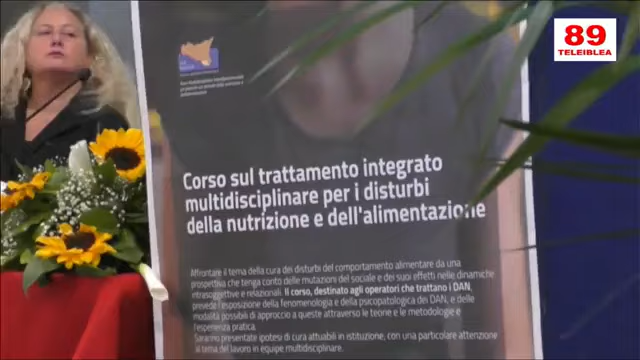 89
TELEIBLEA
Corso sul trattamento integrato
multidisciplinare per i disturbi
della nutrizione e dell'alimentazione
Affrontare il tema della cura dei disturbi del comportamento alimentare da una
prospettiva che tenga conto delle mutazioni del sociale e dei suoi effetti nelle dinamiche
intrasoggettive e relazionali. Il corso, destinato agli operatori che trattano i DAN,
prevede l'esposizione della fenomenologia e della psicopatologica dei DAN, e delle
modalità possibili di approccio a queste attraverso le teorie e le metodologie e
l'esperienza pratica.
Saranno presentate ipotesi di cura attuabili in istituzione, con una particolare attenzione
al tema del lavoro in equipe multidisciplinare.